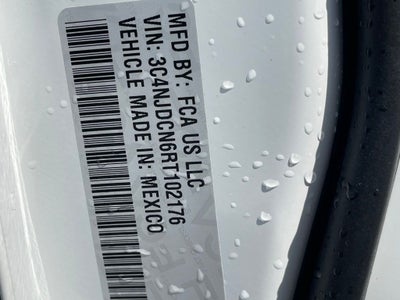 MFD BY: FCA US LLC
VIN: 3C4NJDCN6RT102176
VEHICLE MADE IN: MEXICO